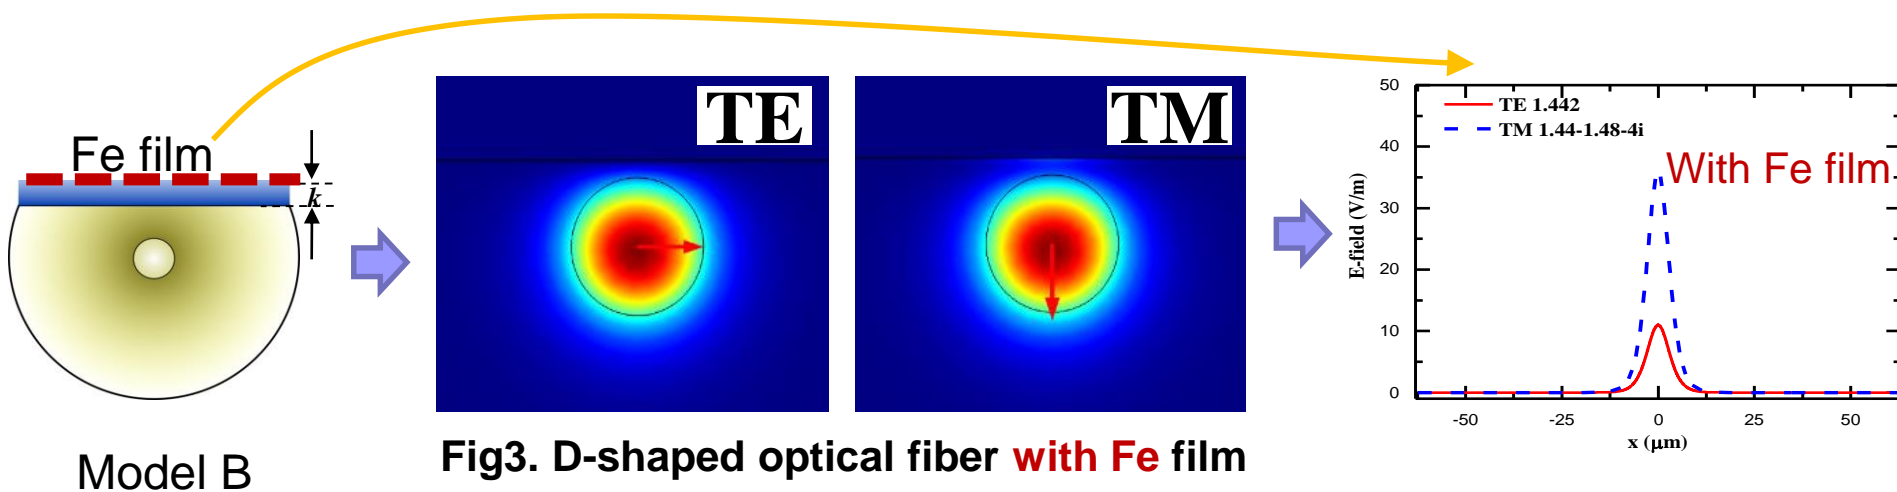 Fe film
k
Model B
TE
TM
Fig3. D-shaped optical fiber with Fe film
50
40
30
20
10
0
E-field (V/m)
TE 1.442
TM 1.44-1.48-4i
With Fe film
-50
-25
0
25
50
x (μm)